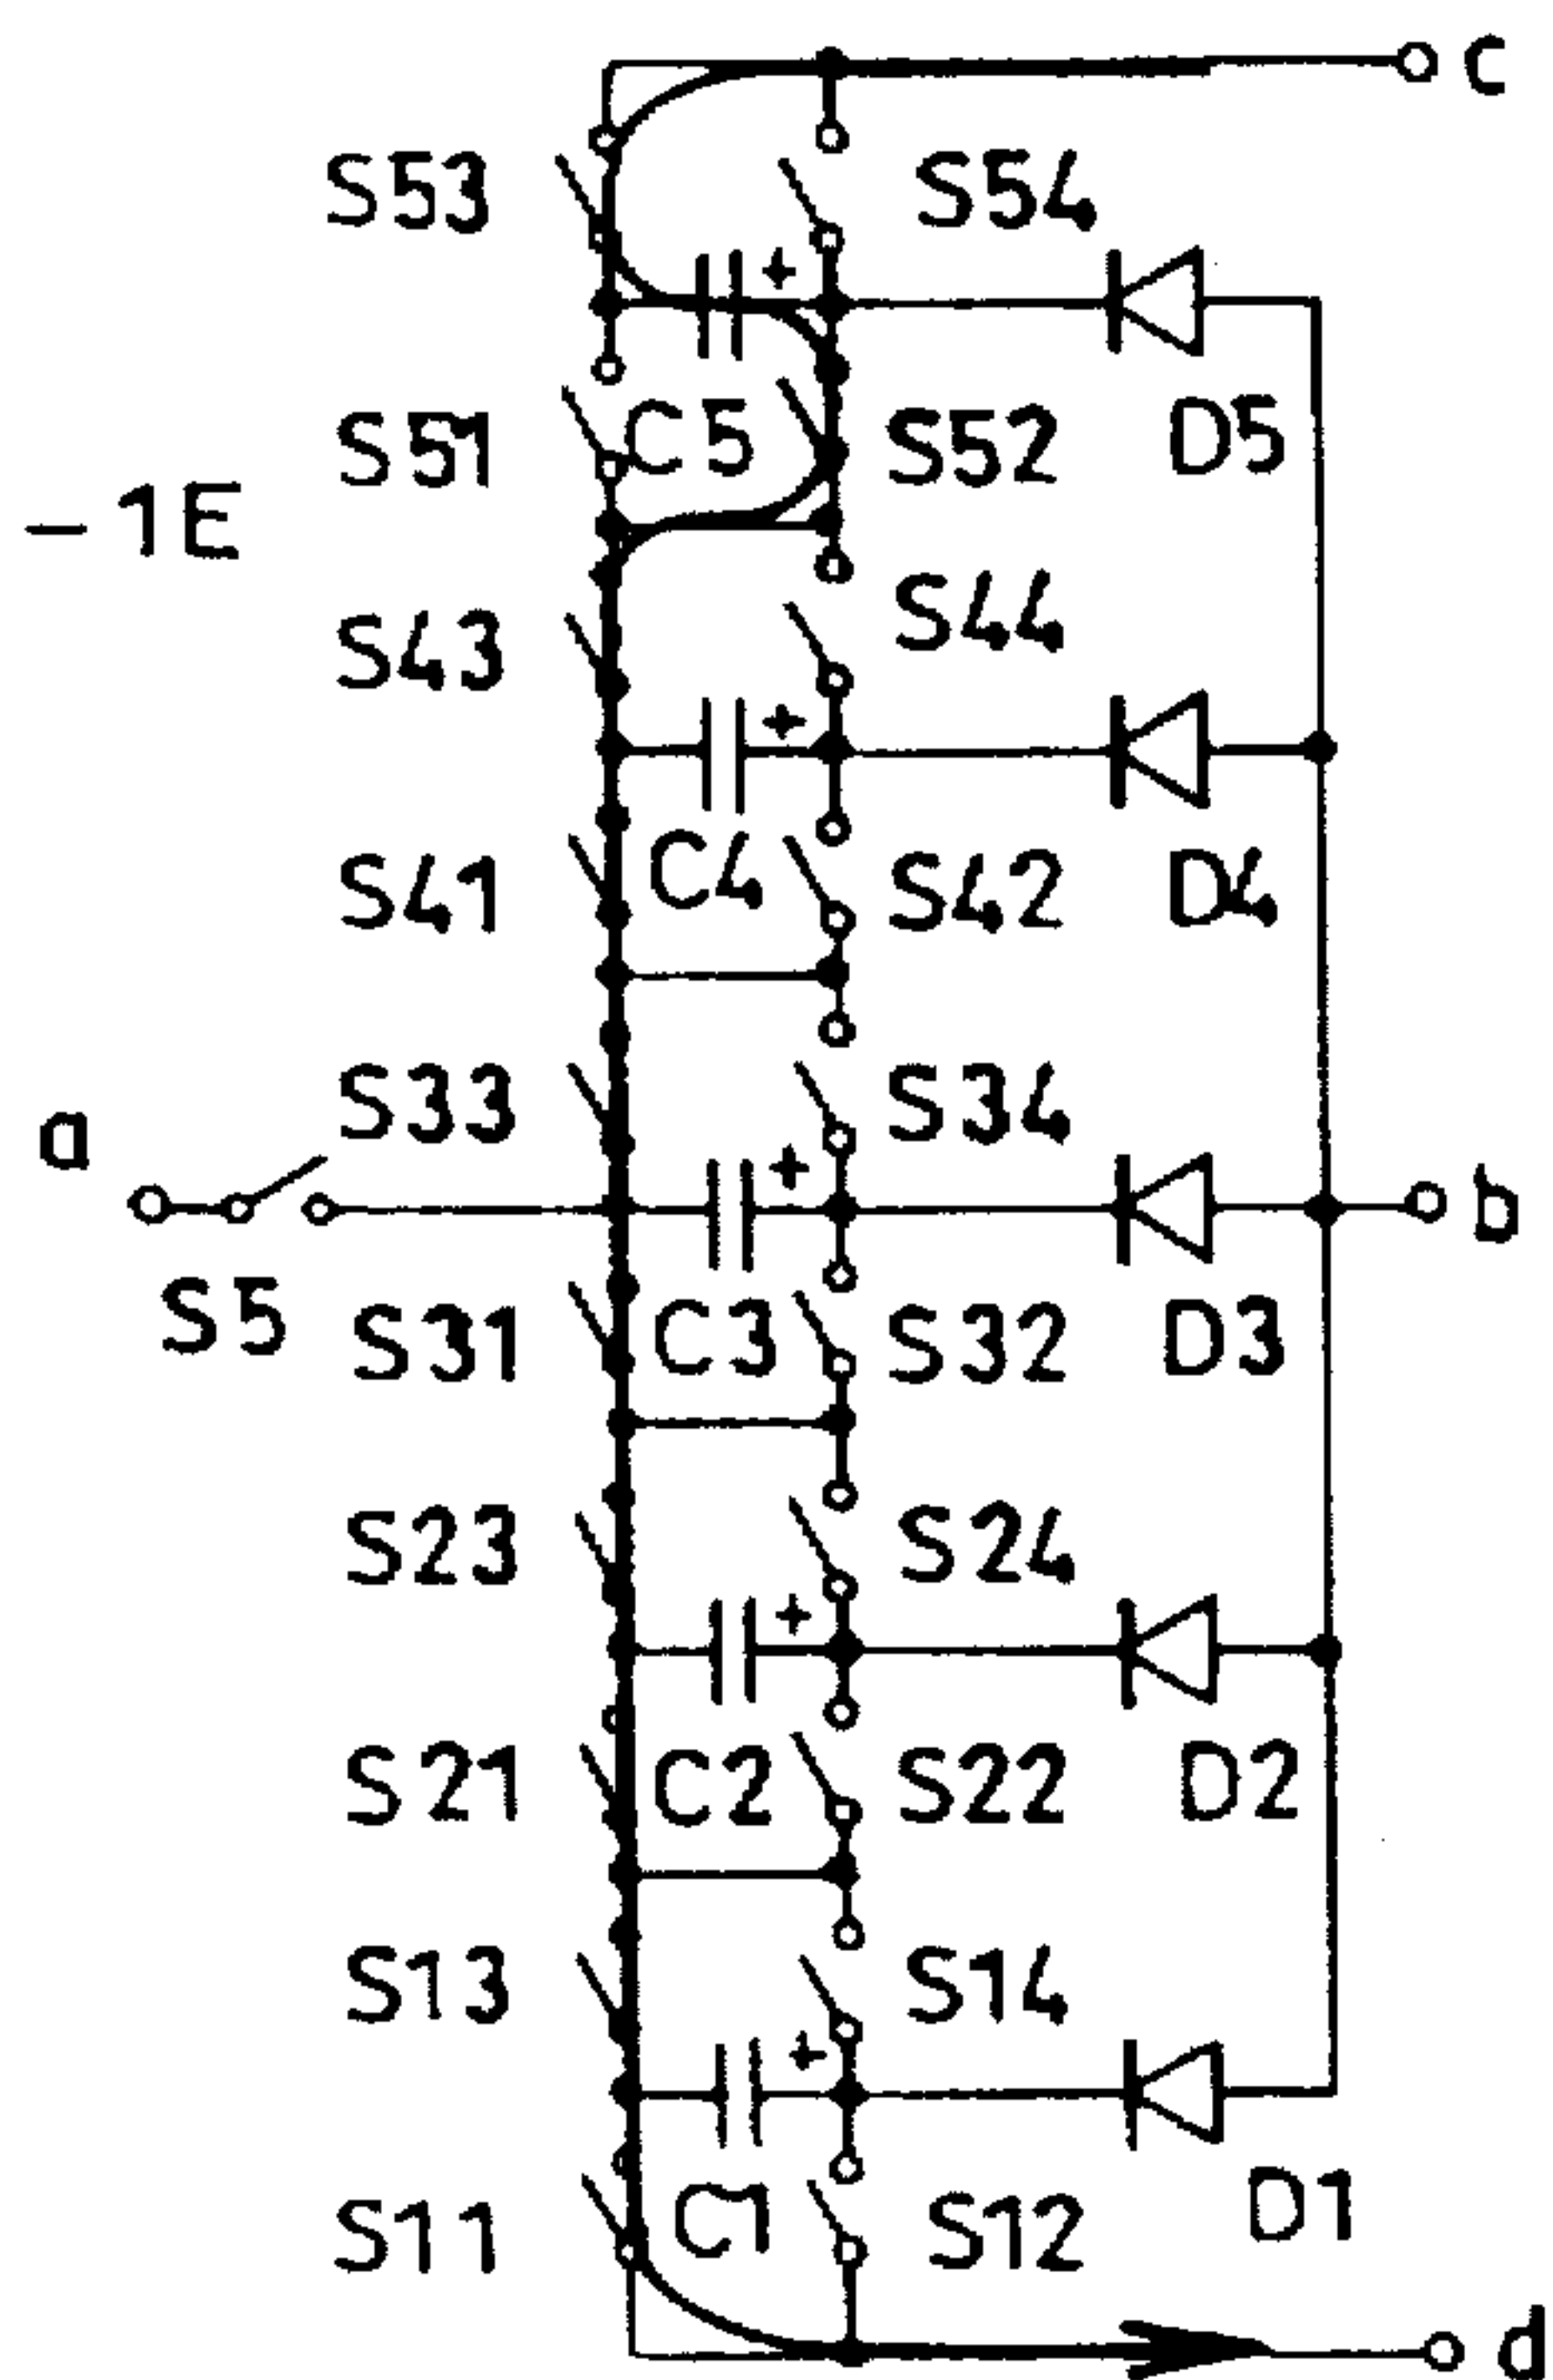 c
S53 S54
+
S51 C5 S52 D5
-1E
S44
S43
+
S41 C4 S42 D4
S33 S34
a
+
b
S5 S31 C3 S32 D3
S23 S24
+
S21 C2 S22 D2
S13 S14
+
S11 C1 S12 D1
d